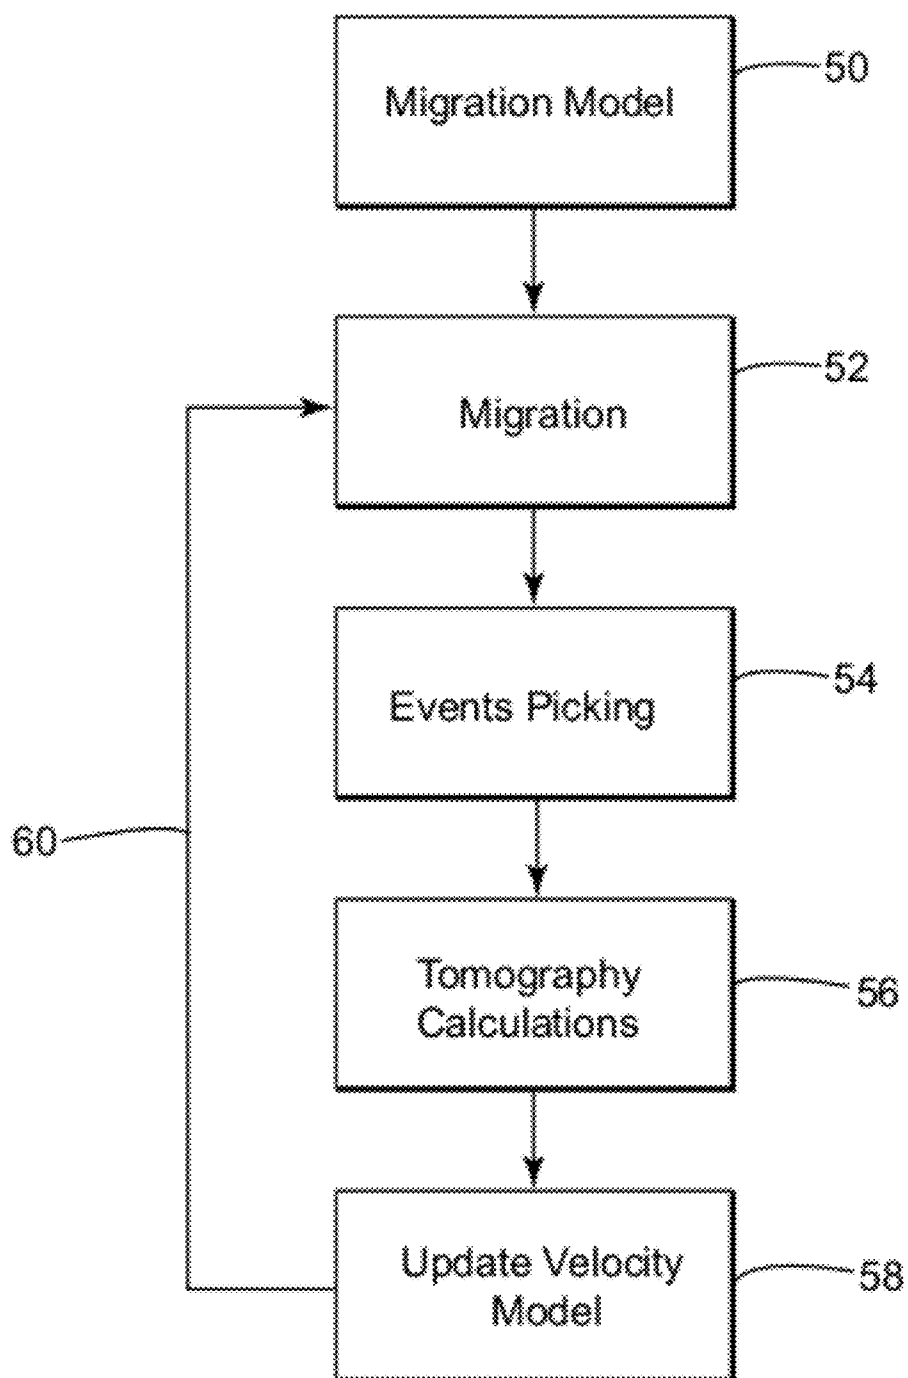 Migration Model
50
Migration
52
Events Picking
54
60
Tomography
Calculations
56
Update Velocity
Model
58